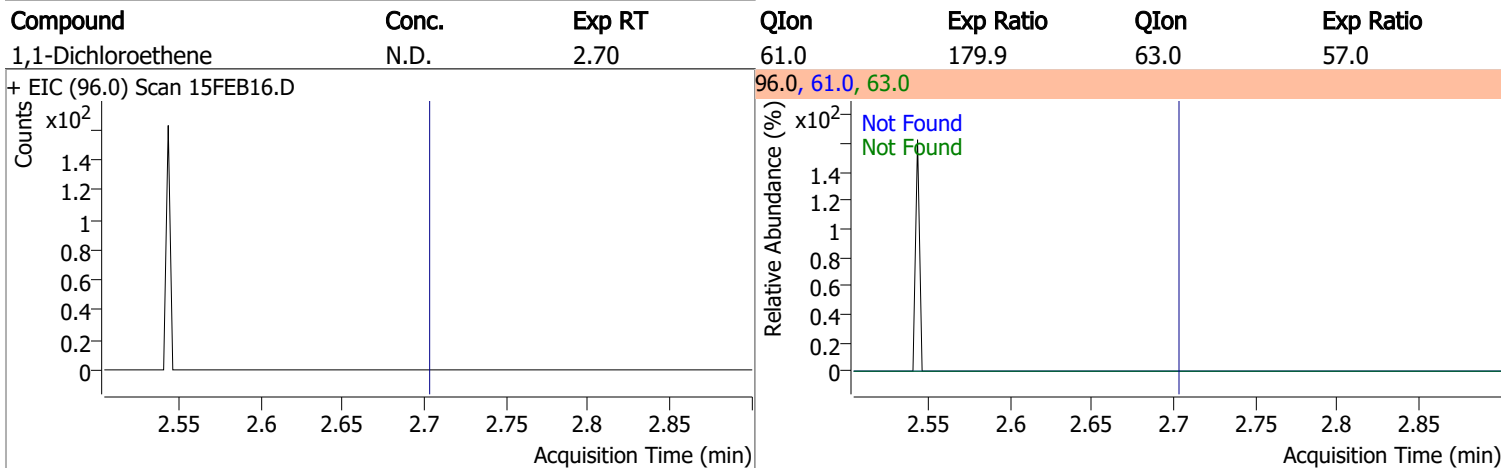 Compound Conc. Exp RT QIon Exp Ratio QIon Exp Ratio
1,1-Dichloroethene N.D. 2.70 61.0 179.9 63.0 57.0
+ EIC (96.0) Scan 15FEB16.D
Counts
x10²
1.4
1.2
1
0.8
0.6
0.4
0.2
0
2.55 2.6 2.65 2.7 2.75 2.8 2.85
Acquisition Time (min)
96.0, 61.0, 63.0
Relative Abundance (%)
x10²
Not Found
Not Found
1.4
1.2
1
0.8
0.6
0.4
0.2
0
2.55 2.6 2.65 2.7 2.75 2.8 2.85
Acquisition Time (min)